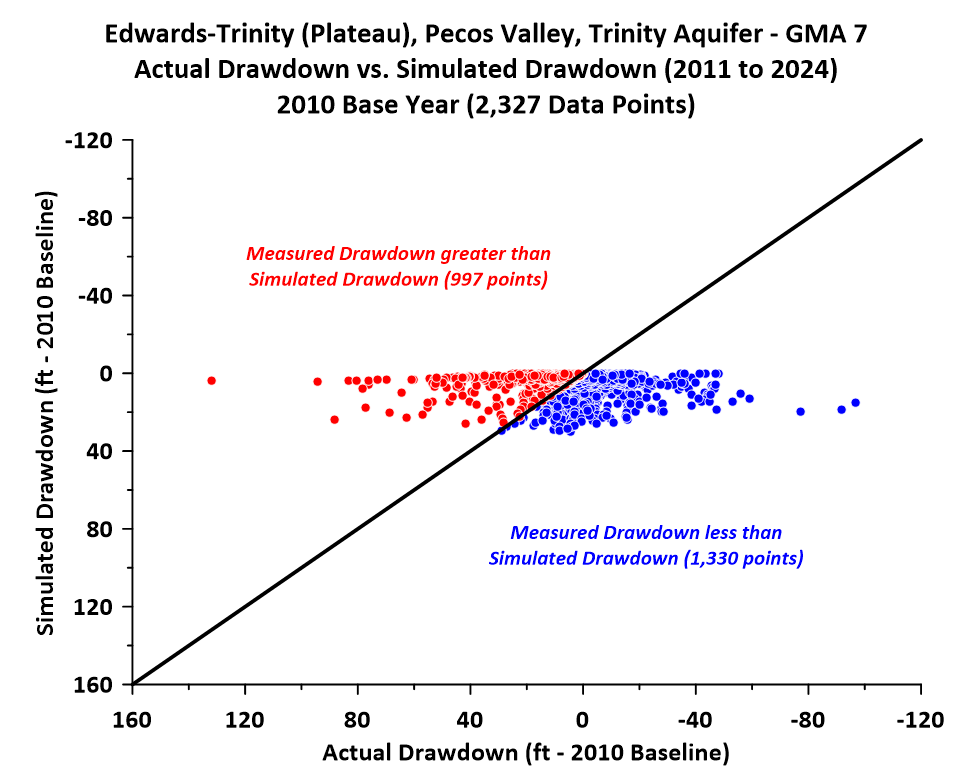 Edwards-Trinity (Plateau), Pecos Valley, Trinity Aquifer - GMA 7
Actual Drawdown vs. Simulated Drawdown (2011 to 2024)
2010 Base Year (2,327 Data Points)
Simulated Drawdown (ft - 2010 Baseline)
-120
-80
-40
0
40
80
120
160
Measured Drawdown greater than
Simulated Drawdown (997 points)
Measured Drawdown less than
Simulated Drawdown (1,330 points)
160 120 80 40 0 -40 -80 -120
Actual Drawdown (ft - 2010 Baseline)